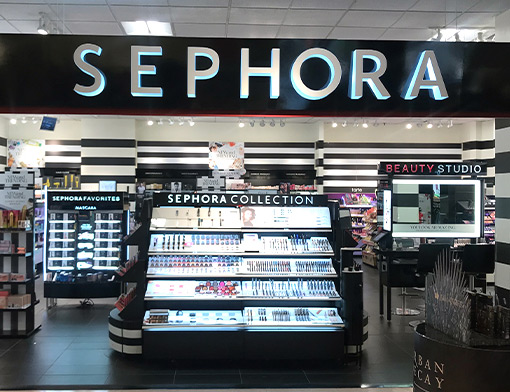 SEPHORA
BEAUTY STUDIO
SEPHORA FAVORITES
MASCARA
SEPHORA COLLECTION
tarte
URBAN
DECAY